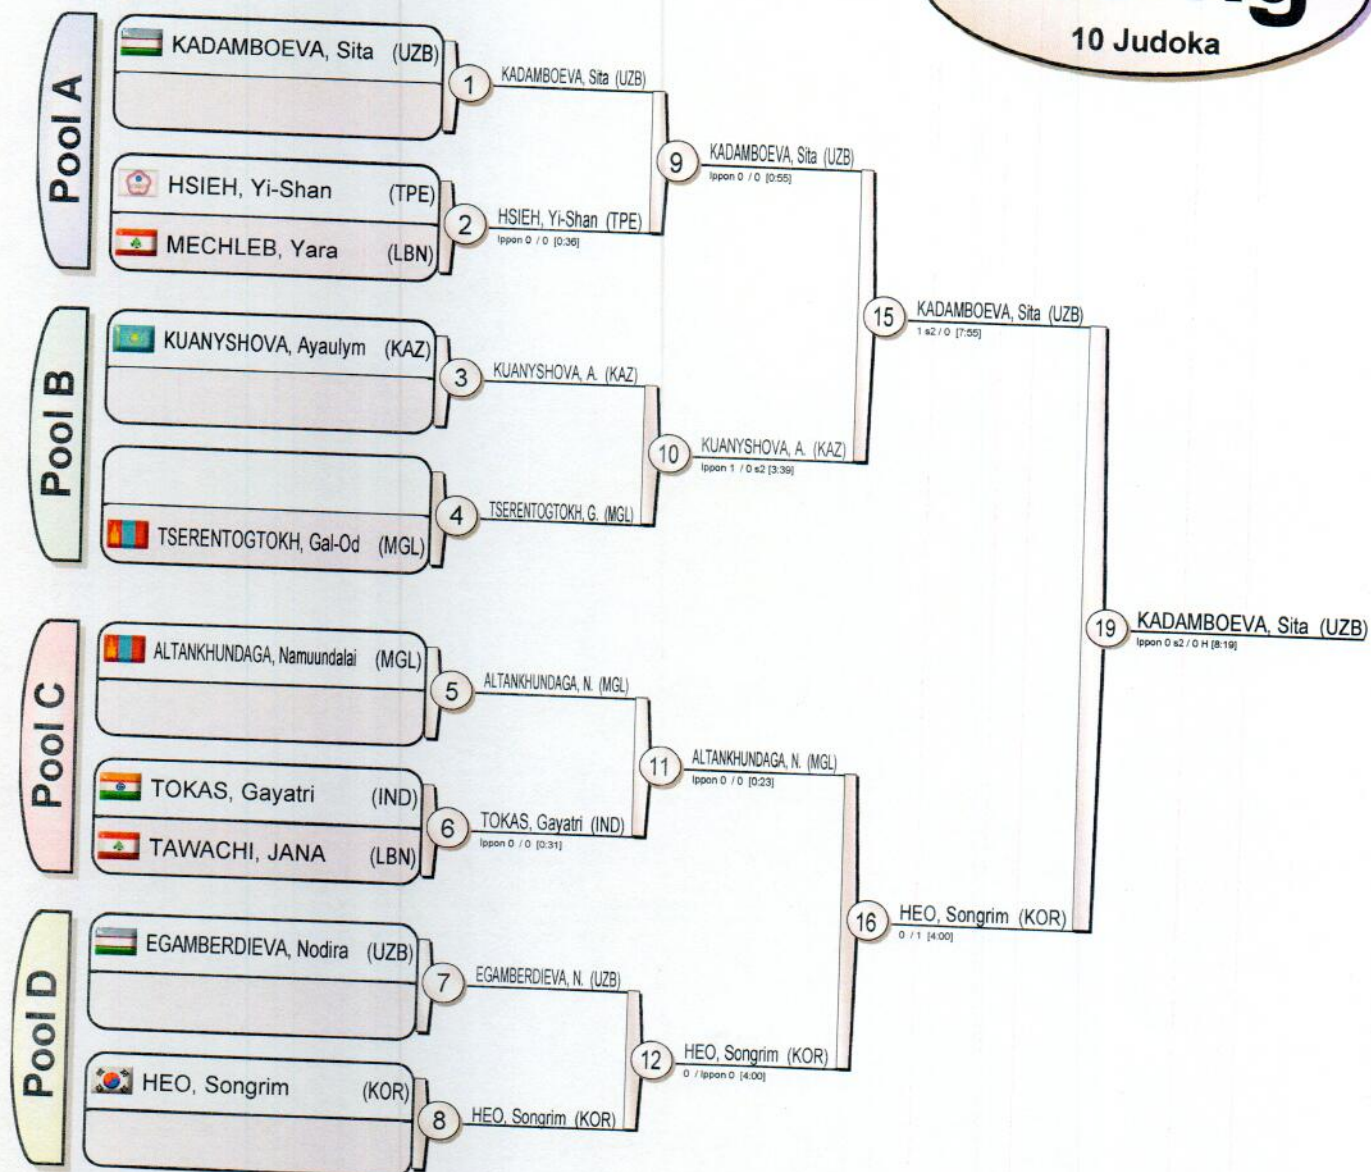 10 Judoka
Pool A
KADAMBOEVA, Sita (UZB)
HSIEH, Yi-Shan (TPE)
MECHLEB, Yara (LBN)
1
KADAMBOEVA, Sita (UZB)
2
HSIEH, Yi-Shan (TPE)
Ippon 0 / 0 [0:36]
9
KADAMBOEVA, Sita (UZB)
Ippon 0 / 0 [0:55]
Pool B
KUANYSHOVA, Ayaulym (KAZ)
TSERENTOGTOKH, Gal-Od (MGL)
3
KUANYSHOVA, A. (KAZ)
4
TSERENTOGTOKH, G. (MGL)
10
KUANYSHOVA, A. (KAZ)
Ippon 1 / 0 s2 [3:39]
15
KADAMBOEVA, Sita (UZB)
1 s2 / 0 [7:55]
Pool C
ALTANKHUNDAGA, Namuundalai (MGL)
TOKAS, Gayatri (IND)
TAWACHI, JANA (LBN)
5
ALTANKHUNDAGA, N. (MGL)
6
TOKAS, Gayatri (IND)
Ippon 0 / 0 [0:31]
11
ALTANKHUNDAGA, N. (MGL)
Ippon 0 / 0 [0:23]
Pool D
EGAMBERDIEVA, Nodira (UZB)
HEO, Songrim (KOR)
7
EGAMBERDIEVA, N. (UZB)
8
HEO, Songrim (KOR)
12
HEO, Songrim (KOR)
0 / Ippon 0 [4:00]
16
HEO, Songrim (KOR)
0 / 1 [4:00]
19
KADAMBOEVA, Sita (UZB)
Ippon 0 s2 / 0 H [8:19]